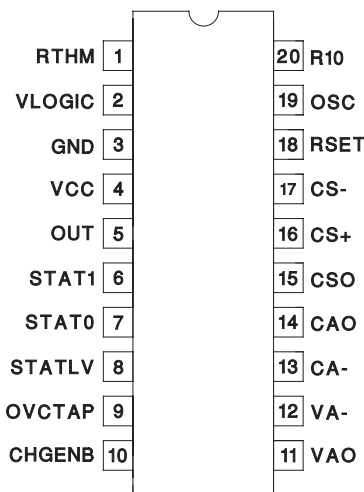 RTHM 1 20 R10
VLOGIC 2 19 OSC
GND 3 18 RSET
VCC 4 17 CS-
OUT 5 16 CS+
STAT1 6 15 CSO
STAT0 7 14 CAO
STATLV 8 13 CA-
OVCTAP 9 12 VA-
CHGENB 10 11 VAO